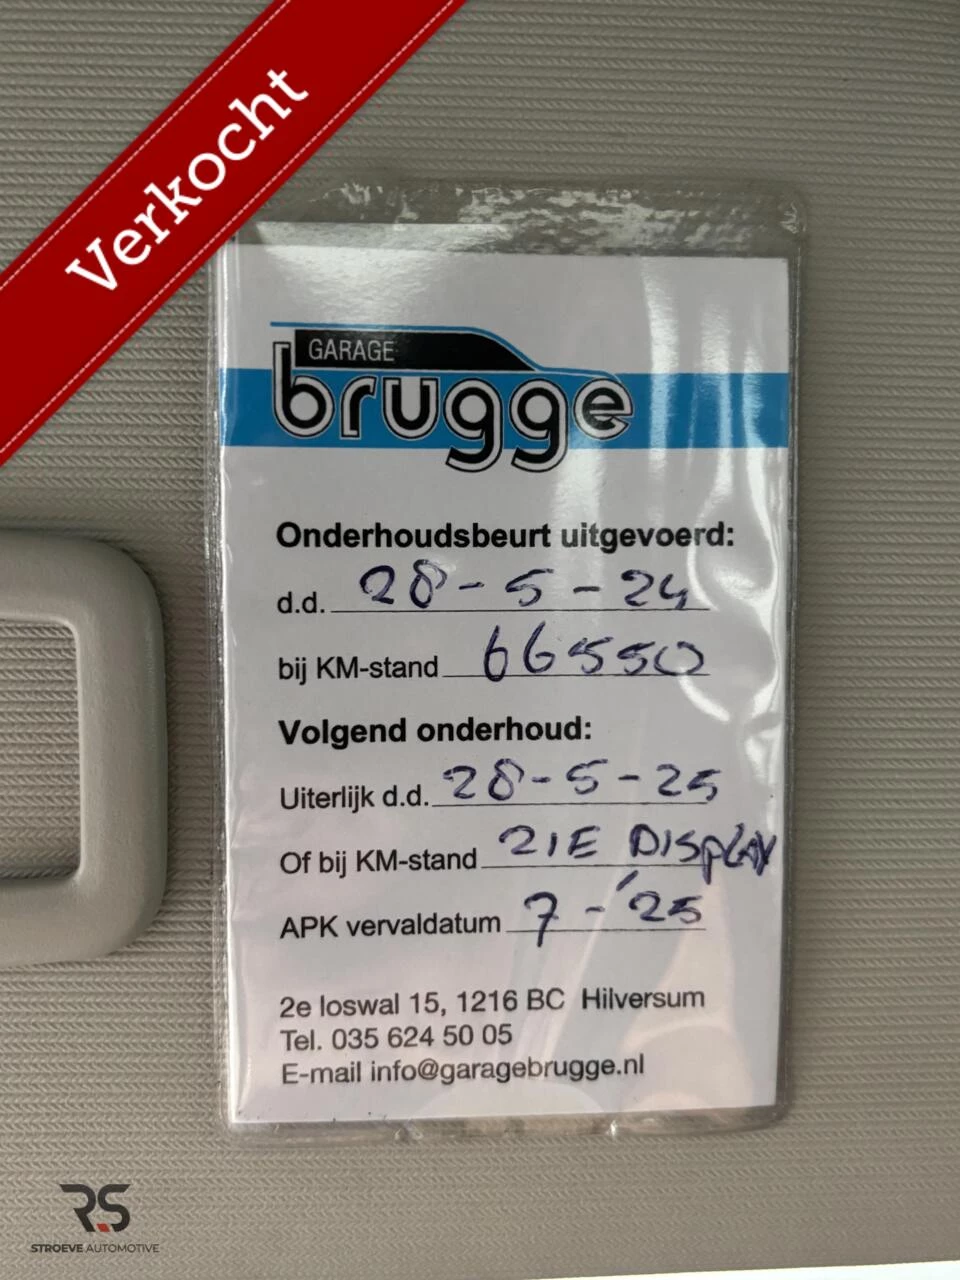 Verkocht
GARAGE
brugge
Onderhoudsbeurt uitgevoerd:
d.d. 28-5-24
bij KM-stand 66550
Volgend onderhoud:
Uiterlijk d.d. 28-5-25
Of bij KM-stand ZIE DISPLAY
APK vervaldatum 7-'25
2e loswal 15, 1216 BC Hilversum
Tel. 035 624 50 05
E-mail info@garagebrugge.nl
RS
STROEVE AUTOMOTIVE